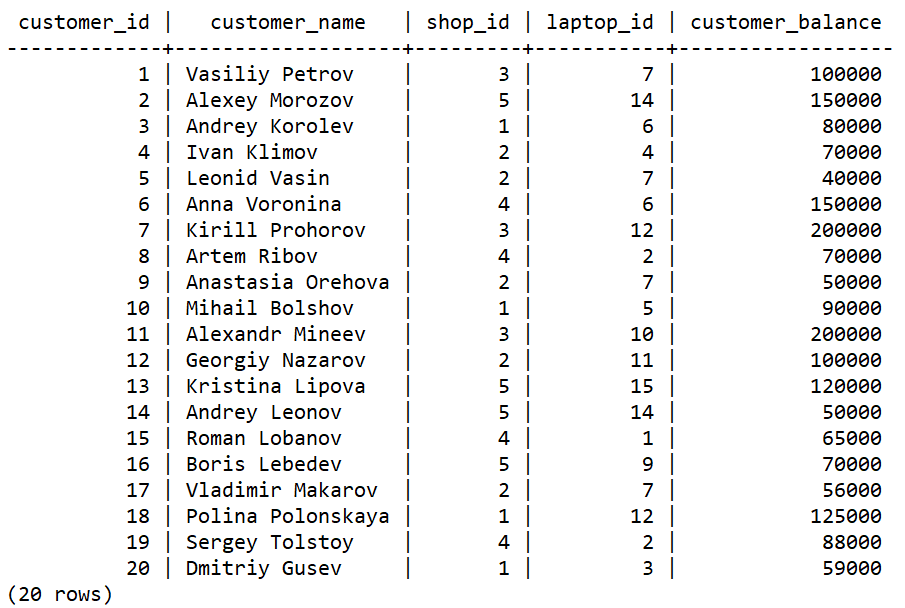 customer_id |   customer_name   | shop_id | laptop_id | customer_balance
-------------+-------------------+---------+-----------+------------------
           1 | Vasiliy Petrov    |       3 |         7 |           100000
           2 | Alexey Morozov    |       5 |        14 |           150000
           3 | Andrey Korolev    |       1 |         6 |            80000
           4 | Ivan Klimov       |       2 |         4 |            70000
           5 | Leonid Vasin      |       2 |         7 |            40000
           6 | Anna Voronina     |       4 |         6 |           150000
           7 | Kirill Prohorov   |       3 |        12 |           200000
           8 | Artem Ribov       |       4 |         2 |            70000
           9 | Anastasia Orehova |       2 |         7 |            50000
          10 | Mihail Bolshov    |       1 |         5 |            90000
          11 | Alexandr Mineev   |       3 |        10 |           200000
          12 | Georgiy Nazarov   |       2 |        11 |           100000
          13 | Kristina Lipova   |       5 |        15 |           120000
          14 | Andrey Leonov     |       5 |        14 |            50000
          15 | Roman Lobanov     |       4 |         1 |            65000
          16 | Boris Lebedev     |       5 |         9 |            70000
          17 | Vladimir Makarov  |       2 |         7 |            56000
          18 | Polina Polonskaya |       1 |        12 |           125000
          19 | Sergey Tolstoy    |       4 |         2 |            88000
          20 | Dmitriy Gusev     |       1 |         3 |            59000
(20 rows)